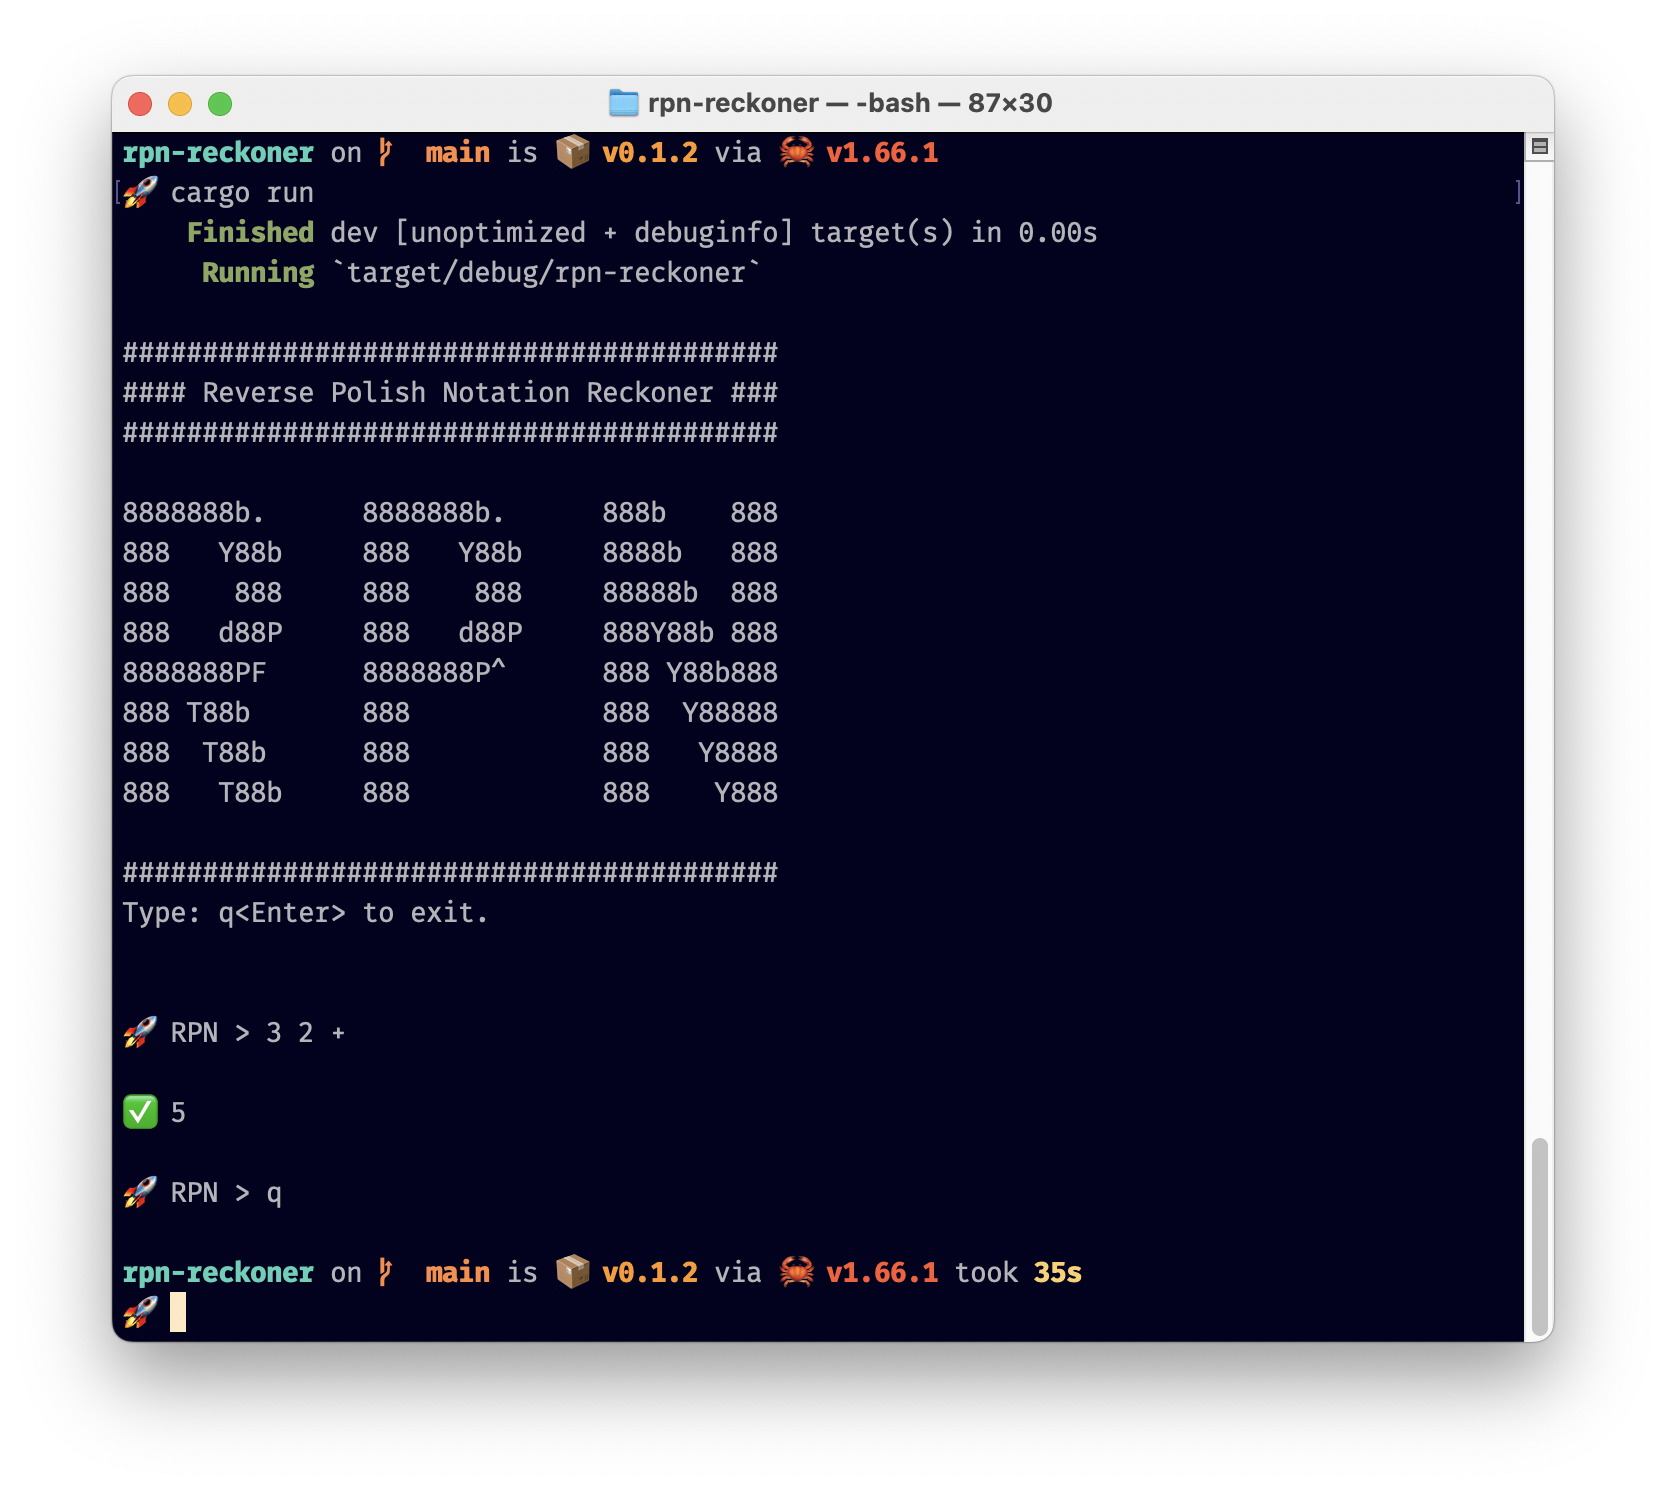 rpn-reckoner — -bash — 87×30
rpn-reckoner on main is 📦 v0.1.2 via 🦀 v1.66.1
[🚀 cargo run ]
    Finished dev [unoptimized + debuginfo] target(s) in 0.00s
     Running `target/debug/rpn-reckoner`
#########################################
#### Reverse Polish Notation Reckoner ###
#########################################
8888888b.      8888888b.      888b    888
888   Y88b     888   Y88b     8888b   888
888    888     888    888     88888b  888
888   d88P     888   d88P     888Y88b 888
8888888PF      8888888P^      888 Y88b888
888 T88b       888            888  Y88888
888  T88b      888            888   Y8888
888   T88b     888            888    Y888
#########################################
Type: q<Enter> to exit.
🚀 RPN > 3 2 +
✅ 5
🚀 RPN > q
rpn-reckoner on main is 📦 v0.1.2 via 🦀 v1.66.1 took 35s
🚀